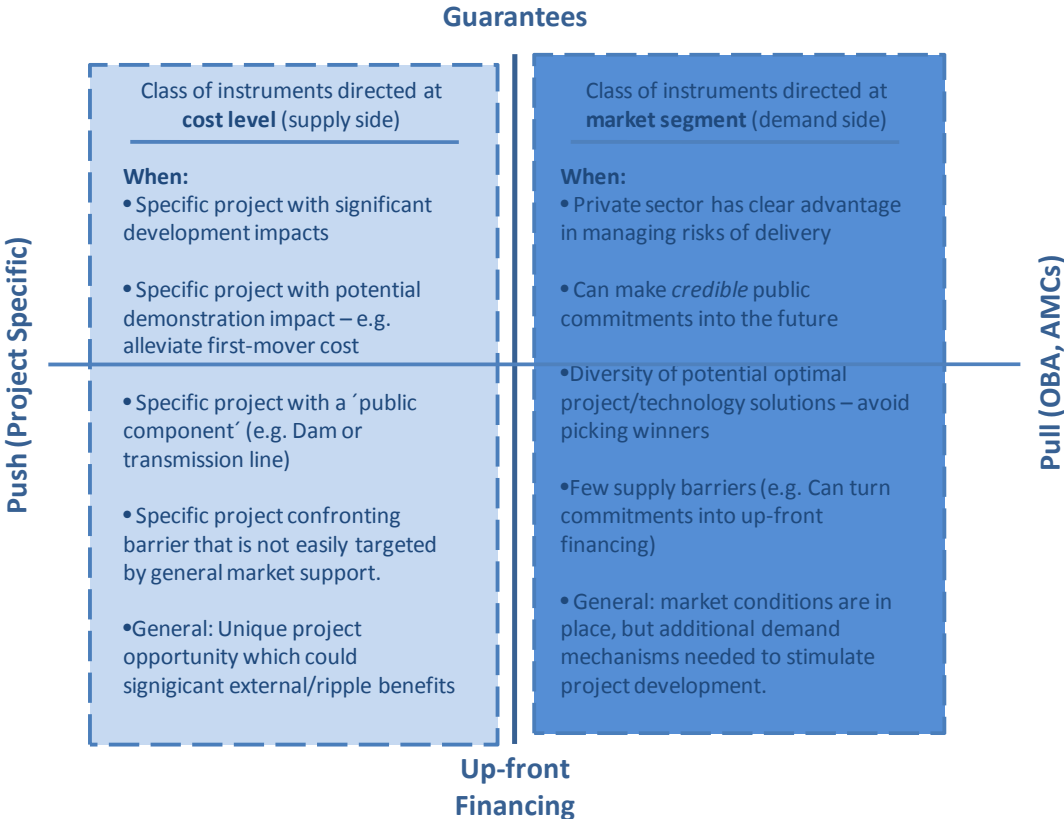 Guarantees
Push (Project Specific)
Class of instruments directed at
cost level (supply side)
When:
• Specific project with significant
development impacts
• Specific project with potential
demonstration impact – e.g.
alleviate first-mover cost
• Specific project with a ´public
component´ (e.g. Dam or
transmission line)
• Specific project confronting
barrier that is not easily targeted
by general market support.
•General: Unique project
opportunity which could
signigicant external/ripple benefits
Class of instruments directed at
market segment (demand side)
When:
• Private sector has clear advantage
in managing risks of delivery
• Can make credible public
commitments into the future
•Diversity of potential optimal
project/technology solutions – avoid
picking winners
•Few supply barriers (e.g. Can turn
commitments into up-front
financing)
• General: market conditions are in
place, but additional demand
mechanisms needed to stimulate
project development.
Pull (OBA, AMCs)
Up-front
Financing